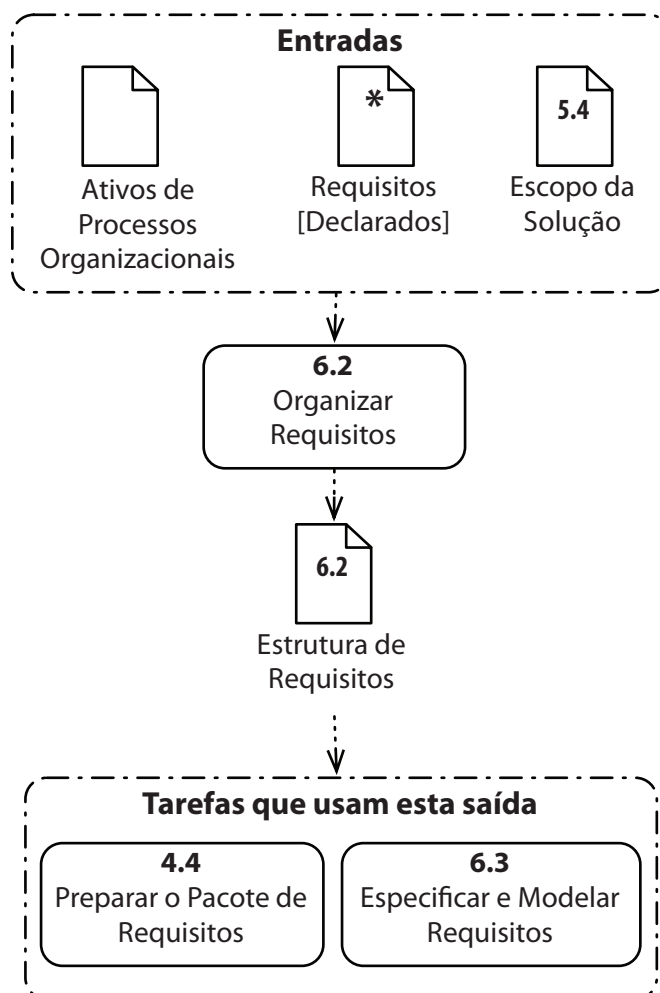 Entradas
*
5.4
Ativos de
Processos
Organizacionais
Requisitos
[Declarados]
Escopo da
Solução
6.2
Organizar
Requisitos
6.2
Estrutura de
Requisitos
Tarefas que usam esta saída
4.4
Preparar o Pacote de
Requisitos
6.3
Especificar e Modelar
Requisitos